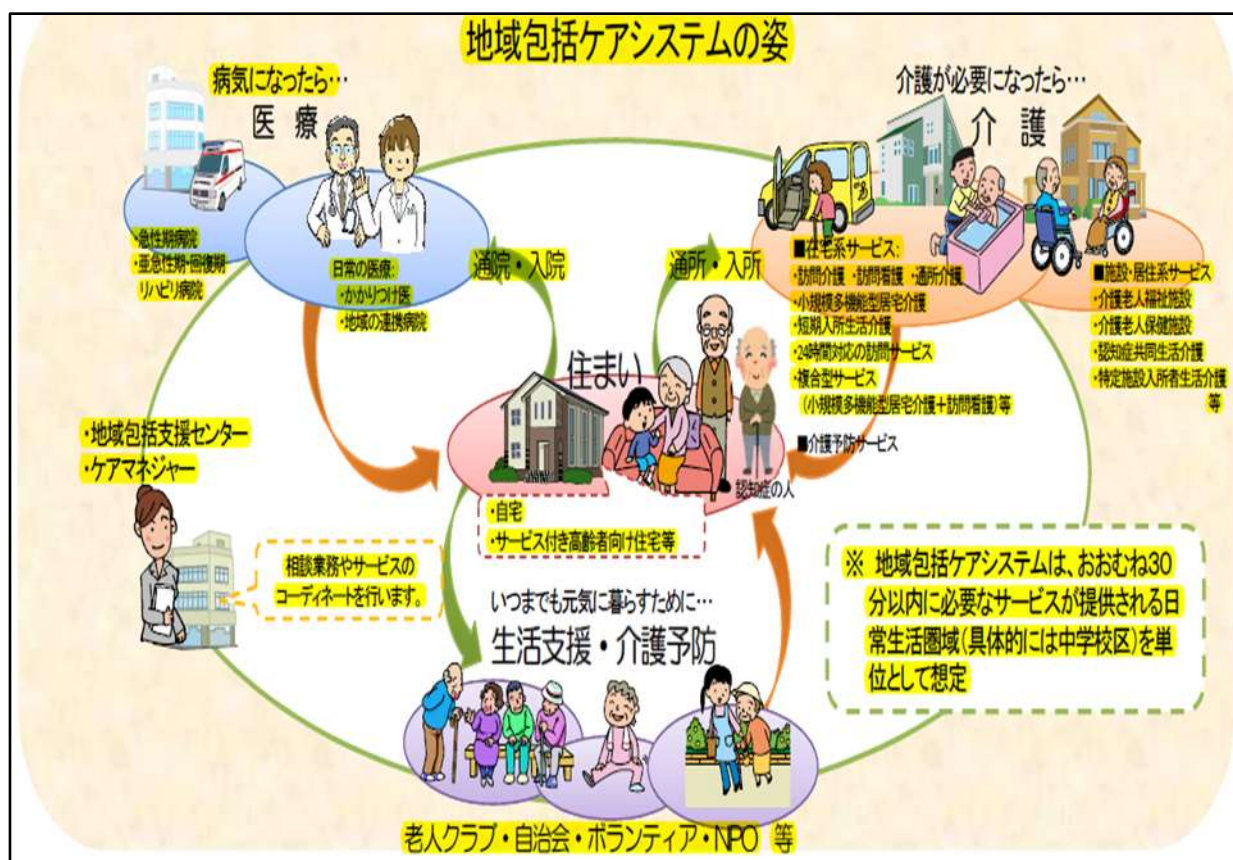 地域包括ケアシステムの姿
病気になったら…
医 療
・急性期病院
・亜急性期・回復期
リハビリ病院
日常の医療:
・かかりつけ医
・地域の連携病院
通院・入院
通所・入所
介護が必要になったら…
介 護
■在宅系サービス:
・訪問介護 ・訪問看護 ・通所介護
・小規模多機能型居宅介護
・短期入所生活介護
・24時間対応の訪問サービス
・複合型サービス
(小規模多機能型居宅介護+訪問看護)等
■介護予防サービス
■施設・居住系サービス
・介護老人福祉施設
・介護老人保健施設
・認知症共同生活介護
・特定施設入所者生活介護
等
住まい
認知症の人
・自宅
・サービス付き高齢者向け住宅等
・地域包括支援センター
・ケアマネジャー
相談業務やサービスの
コーディネートを行います。
いつまでも元気に暮らすために…
生活支援・介護予防
老人クラブ・自治会・ボランティア・NPO 等
※ 地域包括ケアシステムは、おおむね30
分以内に必要なサービスが提供される日
常生活圏域(具体的には中学校区)を単
位として想定